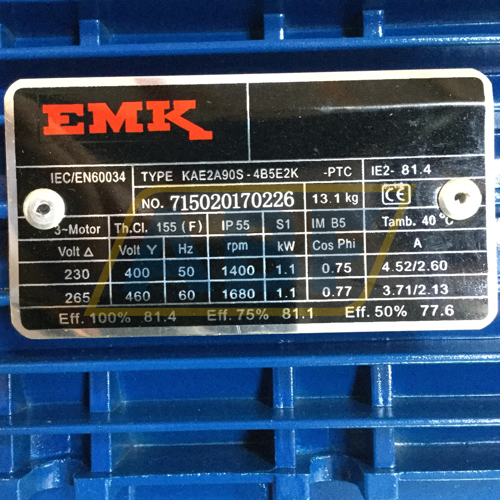 EMK
IEC/EN60034 TYPE KAE2A90S-4B5E2K -PTC IE2- 81.4
NO. 715020170226 13.1 kg CE
3~Motor Th.Cl. 155 (F) IP 55 S1 IM B5 Tamb. 40°C
Volt Δ Volt Y Hz rpm kW Cos Phi A
230 400 50 1400 1.1 0.75 4.52/2.60
265 460 60 1680 1.1 0.77 3.71/2.13
Eff. 100% 81.4 Eff. 75% 81.1 Eff. 50% 77.6